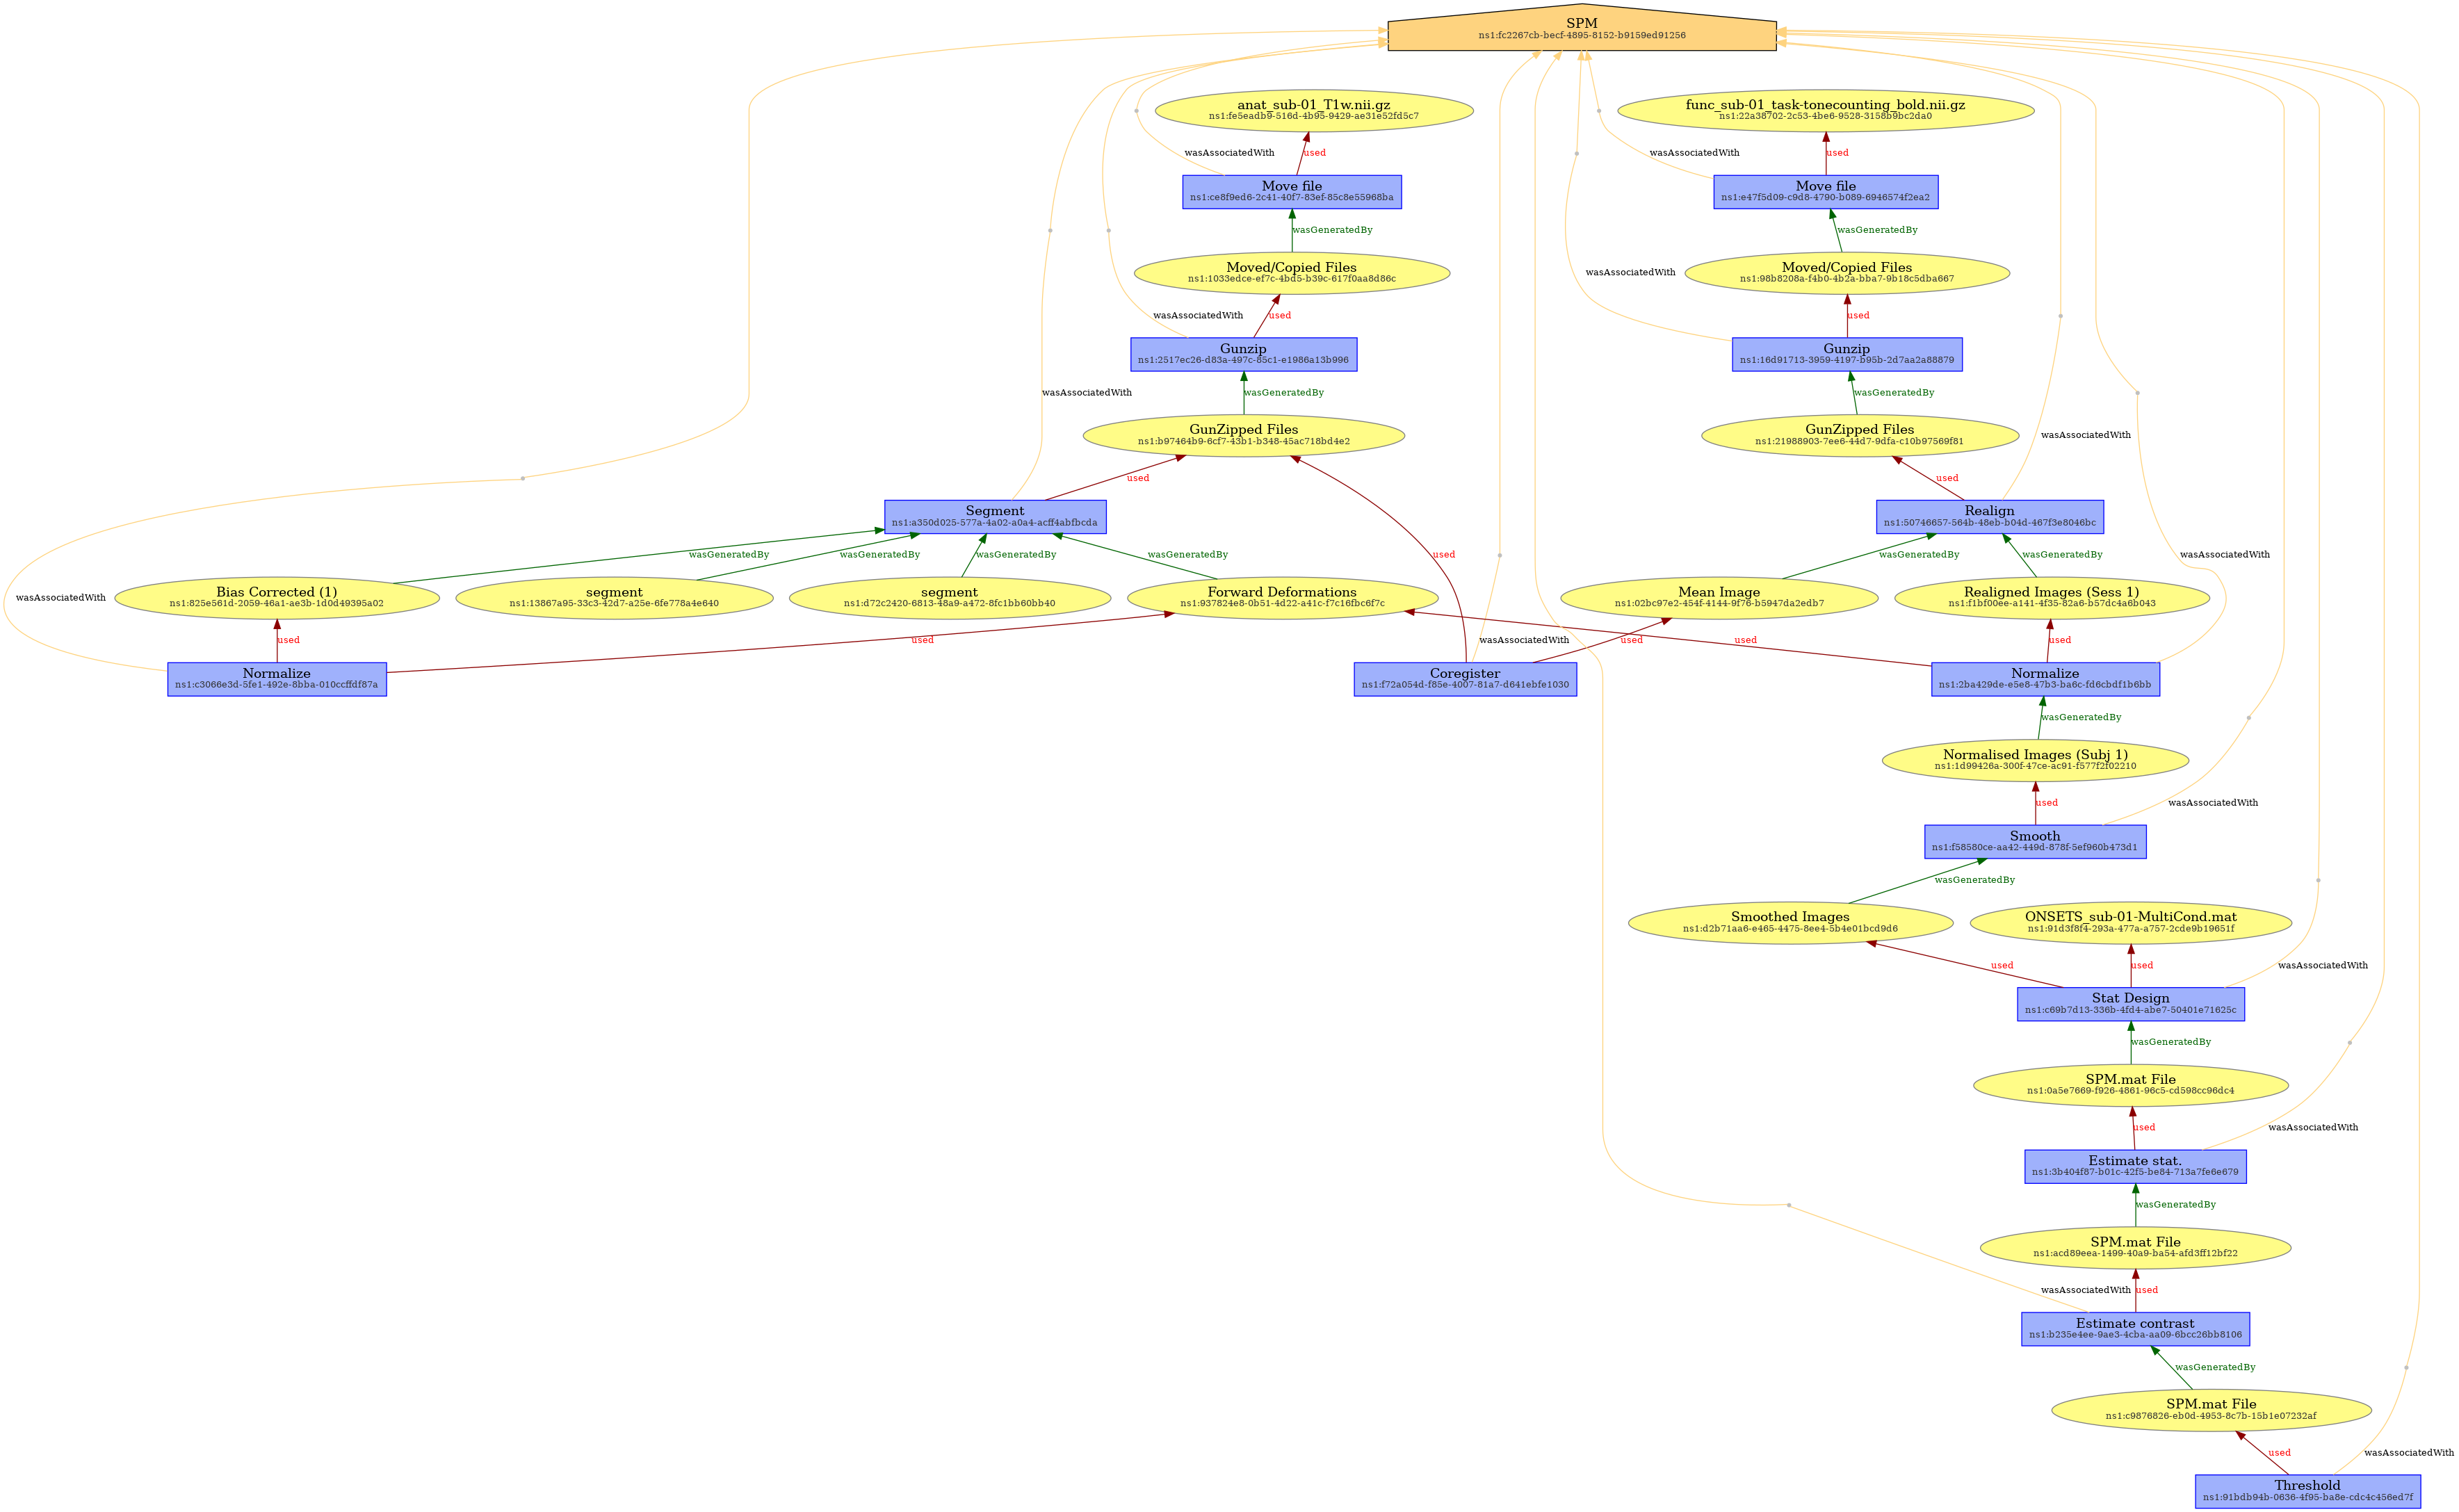 SPM
ns1:fc2267cb-becf-4895-8152-b9159ed91256
anat_sub-01_T1w.nii.gz
ns1:fe5eadb9-516d-4b95-9429-ae31e52fd5c7
func_sub-01_task-tonecounting_bold.nii.gz
ns1:22a38702-2c53-4be6-9528-3158b9bc2da0
wasAssociatedWith
used
wasAssociatedWith
used
Move file
ns1:ce8f9ed6-2c41-40f7-83ef-85c8e55968ba
Move file
ns1:e47f5d09-c9d8-4790-b089-6946574f2ea2
wasGeneratedBy
wasGeneratedBy
Moved/Copied Files
ns1:1033edce-ef7c-4bd5-b39c-617f0aa8d86c
wasAssociatedWith
Moved/Copied Files
ns1:98b8208a-f4b0-4b2a-bba7-9b18c5dba667
wasAssociatedWith
used
used
Gunzip
ns1:2517ec26-d83a-497c-85c1-e1986a13b996
Gunzip
ns1:16d91713-3959-4197-b95b-2d7aa2a88879
wasAssociatedWith
wasGeneratedBy
wasGeneratedBy
GunZipped Files
ns1:b97464b9-6cf7-43b1-b348-45ac718bd4e2
GunZipped Files
ns1:21988903-7ee6-44d7-9dfa-c10b97569f81
wasAssociatedWith
used
used
Segment
ns1:a350d025-577a-4a02-a0a4-acff4abfbcda
Realign
ns1:50746657-564b-48eb-b04d-467f3e8046bc
wasGeneratedBy
wasGeneratedBy
wasGeneratedBy
wasGeneratedBy
used
wasGeneratedBy
wasGeneratedBy
wasAssociatedWith
wasAssociatedWith
Bias Corrected (1)
ns1:825e561d-2059-46a1-ae3b-1d0d49395a02
segment
ns1:13867a95-33c3-42d7-a25e-6fe778a4e640
segment
ns1:d72c2420-6813-48a9-a472-8fc1bb60bb40
Forward Deformations
ns1:937824e8-0b51-4d22-a41c-f7c16fbc6f7c
Mean Image
ns1:02bc97e2-454f-4144-9f76-b5947da2edb7
Realigned Images (Sess 1)
ns1:f1bf00ee-a141-4f35-82a6-b57dc4a6b043
used
used
wasAssociatedWith
used
used
used
Normalize
ns1:c3066e3d-5fe1-492e-8bba-010ccffdf87a
Coregister
ns1:f72a054d-f85e-4007-81a7-d641ebfe1030
Normalize
ns1:2ba429de-e5e8-47b3-ba6c-fd6cbdf1b6bb
wasGeneratedBy
Normalised Images (Subj 1)
ns1:1d99426a-300f-47ce-ac91-f577f2f02210
used
wasAssociatedWith
Smooth
ns1:f58580ce-aa42-449d-878f-5ef960b473d1
wasGeneratedBy
Smoothed Images
ns1:d2b71aa6-e465-4475-8ee4-5b4e01bcd9d6
ONSETS_sub-01-MultiCond.mat
ns1:91d3f8f4-293a-477a-a757-2cde9b19651f
used
used
wasAssociatedWith
Stat Design
ns1:c69b7d13-336b-4fd4-abe7-50401e71625c
wasGeneratedBy
SPM.mat File
ns1:0a5e7669-f926-4861-96c5-cd598cc96dc4
used
wasAssociatedWith
Estimate stat.
ns1:3b404f87-b01c-42f5-be84-713a7fe6e679
wasGeneratedBy
SPM.mat File
ns1:acd89eea-1499-40a9-ba54-afd3ff12bf22
wasAssociatedWith
used
Estimate contrast
ns1:b235e4ee-9ae3-4cba-aa09-6bcc26bb8106
wasGeneratedBy
SPM.mat File
ns1:c9876826-eb0d-4953-8c7b-15b1e07232af
used
wasAssociatedWith
Threshold
ns1:91bdb94b-0636-4f95-ba8e-cdc4c456ed7f